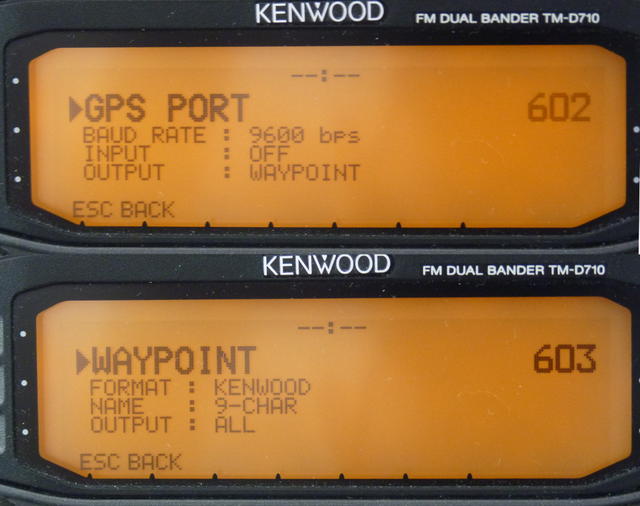 KENWOOD FM DUAL BANDER TM-D710
--:--
▶GPS PORT 602
BAUD RATE : 9600 bps
INPUT : OFF
OUTPUT : WAYPOINT
ESC BACK
KENWOOD FM DUAL BANDER TM-D710
--:--
▶WAYPOINT 603
FORMAT : KENWOOD
NAME : 9-CHAR
OUTPUT : ALL
ESC BACK